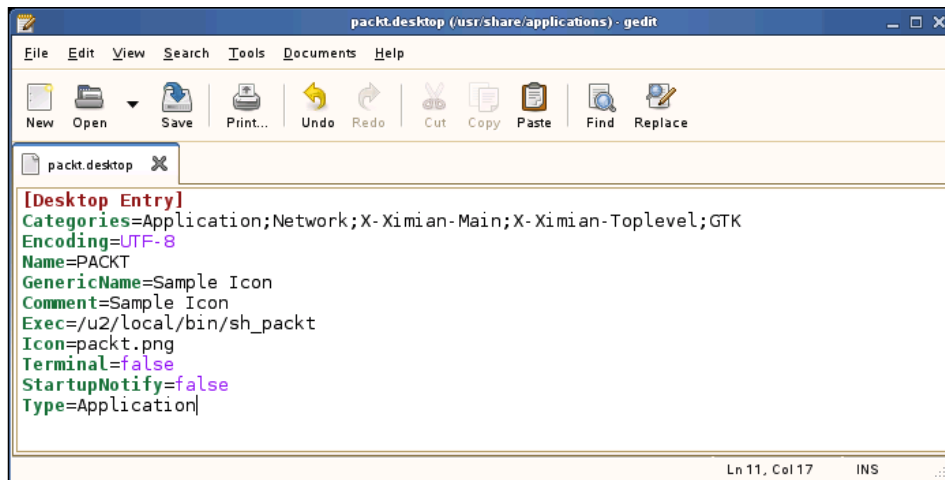 packt.desktop (/usr/share/applications) - gedit
File Edit View Search Tools Documents Help
New Open Save Print... Undo Redo Cut Copy Paste Find Replace
packt.desktop
[Desktop Entry]
Categories=Application;Network;X-Ximian-Main;X-Ximian-Toplevel;GTK
Encoding=UTF-8
Name=PACKT
GenericName=Sample Icon
Comment=Sample Icon
Exec=/u2/local/bin/sh_packt
Icon=packt.png
Terminal=false
StartupNotify=false
Type=Application
Ln 11, Col 17 INS